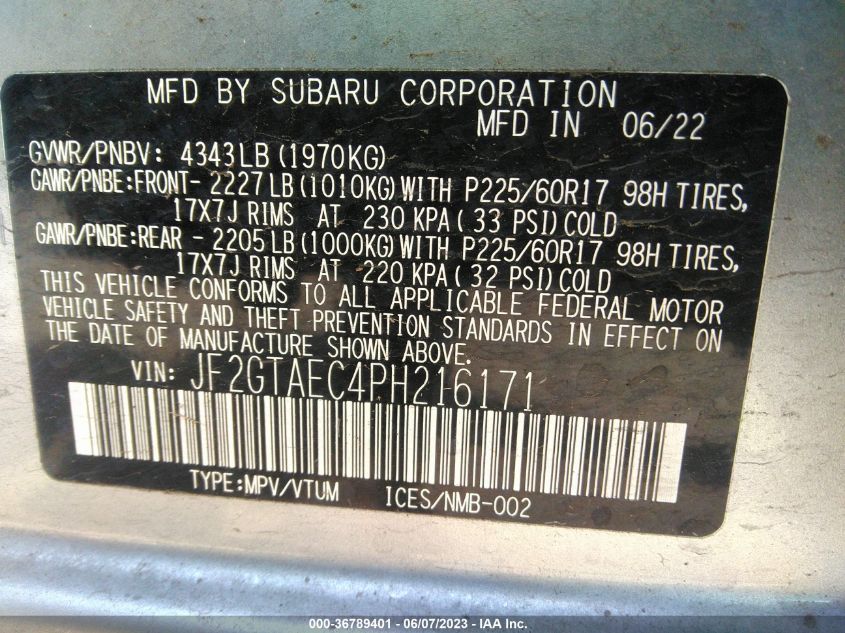 MFD BY SUBARU CORPORATION
MFD IN 06/22
GVWR/PNBV: 4343LB(1970KG)
GAWR/PNBE:FRONT- 2227LB(1010KG)WITH P225/60R17 98H TIRES,
17X7J RIMS AT 230 KPA( 33 PSI)COLD
GAWR/PNBE:REAR - 2205LB(1000KG)WITH P225/60R17 98H TIRES,
17X7J RIMS AT 220 KPA( 32 PSI)COLD
THIS VEHICLE CONFORMS TO ALL APPLICABLE FEDERAL MOTOR
VEHICLE SAFETY AND THEFT PREVENTION STANDARDS IN EFFECT ON
THE DATE OF MANUFACTURE SHOWN ABOVE.
VIN: JF2GTAEC4PH216171
TYPE:MPV/VTUM ICES/NMB-002
000-36789401 - 06/07/2023 - IAA Inc.